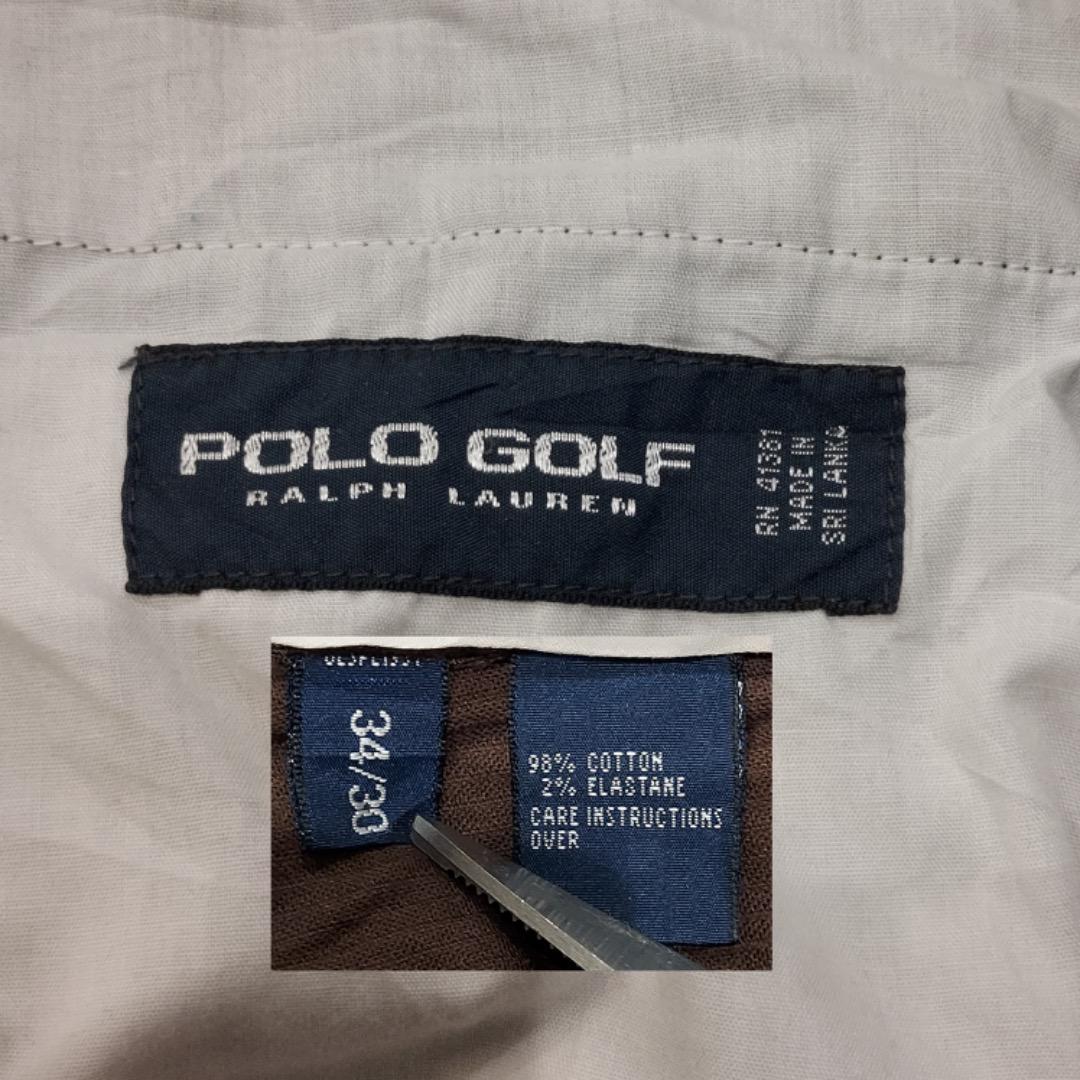 POLO GOLF
RALPH LAUREN
RN 41381
MADE IN
SRI LANKA
34/30
98% COTTON
2% ELASTANE
CARE INSTRUCTIONS
OVER